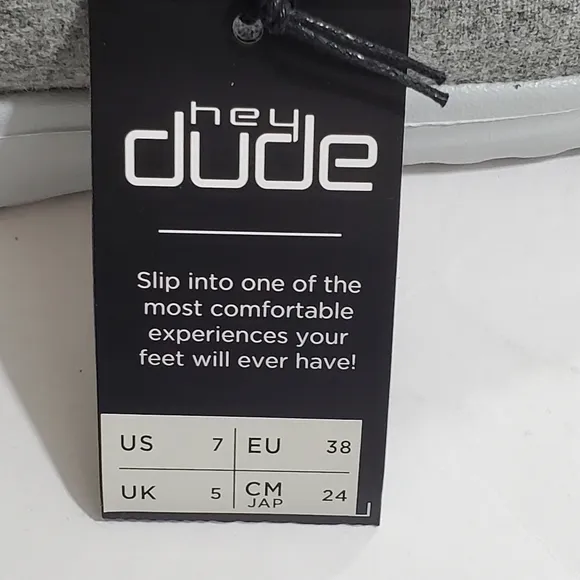 hey
dude
Slip into one of the
most comfortable
experiences your
feet will ever have!
US 7 EU 38
UK 5 CM JAP 24